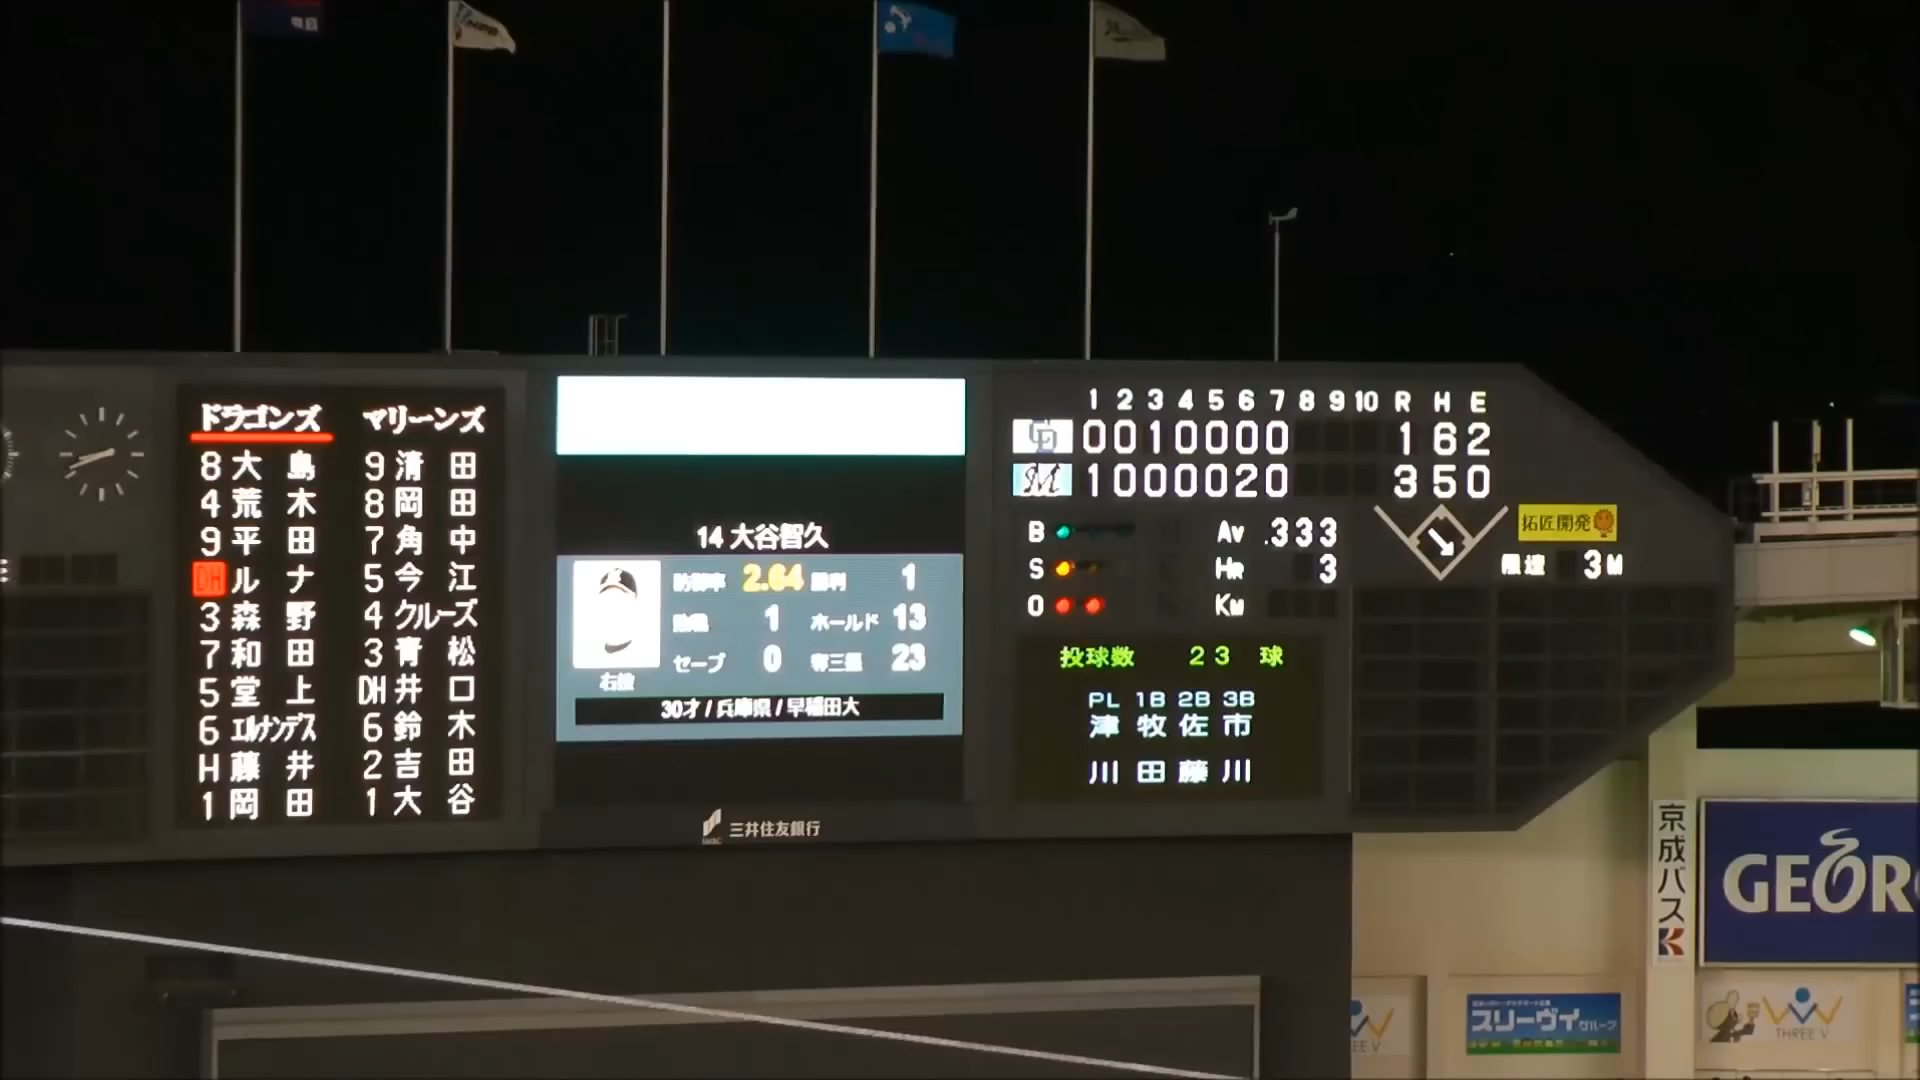 ドラゴンズ マリーンズ
8 大島 9 清田
4 荒木 8 岡田
9 平田 7 角中
DH ルナ 5 今江
3 森野 4 クルーズ
7 和田 3 青松
5 堂上 DH 井口
6 エルナンデス 6 鈴木
H 藤井 2 吉田
1 岡田 1 大谷
14 大谷智久
防御率 2.64 勝利 1
1 ホールド 13
セーブ 0 奪三振 23
右投
30才 / 兵庫県 / 早稲田大
三井住友銀行
1 2 3 4 5 6 7 8 9 10 R H E
CD 0 0 1 0 0 0 0 1 6 2
M 1 0 0 0 0 2 0 3 5 0
B Av .333
S HR 3
O KM
拓匠開発
風速 3M
投球数 23 球
PL 1B 2B 3B
津 牧 佐 市
川 田 藤 川
京成バス
GEOR
スリーヴイグループ
EE V
THREE V